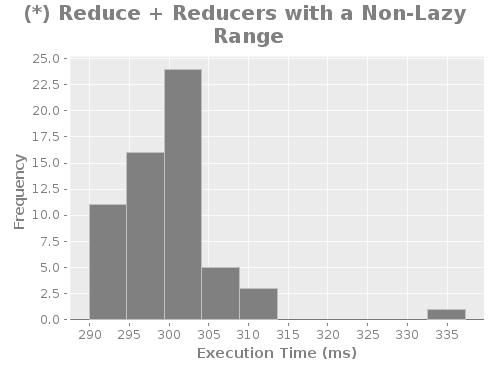 (*) Reduce + Reducers with a Non-Lazy
Range
25.0
22.5
20.0
17.5
15.0
12.5
10.0
7.5
5.0
2.5
0.0
Frequency
290 295 300 305 310 315 320 325 330 335
Execution Time (ms)